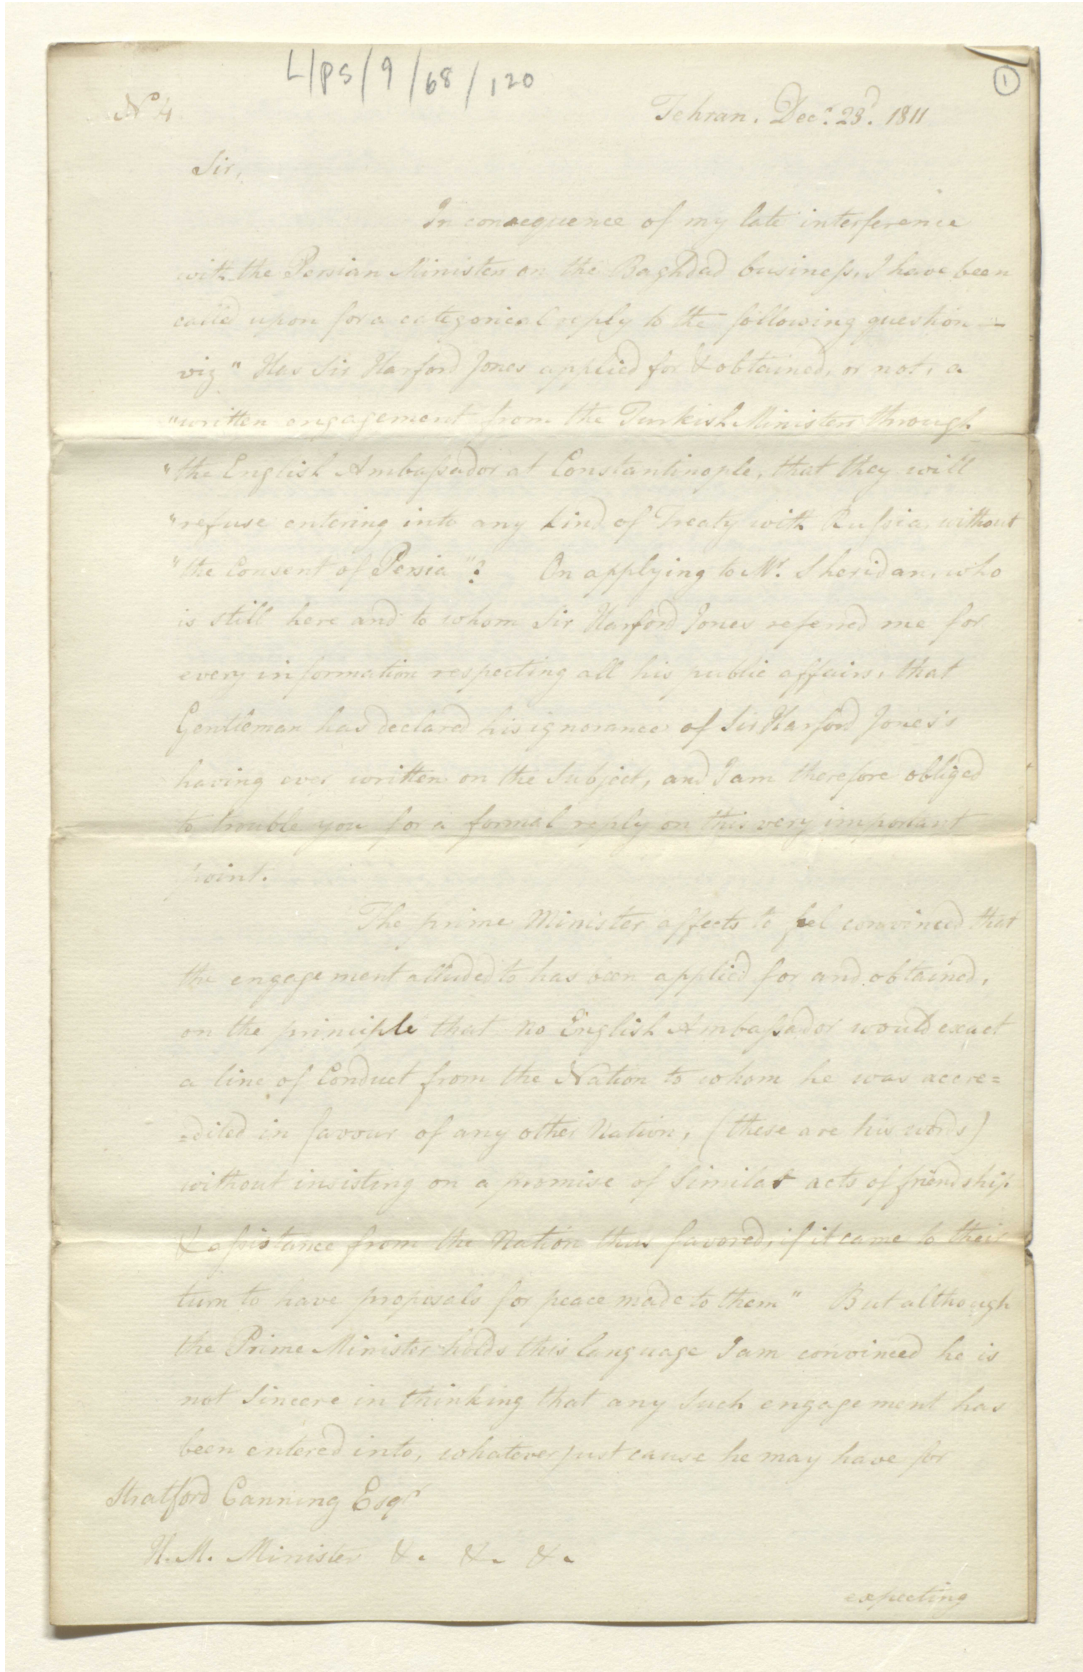 L/PS/9/68/120
1
No 4.
Tehran. Decr. 23d. 1811
Sir,
In consequence of my late interference
with the Persian Minister on the Baghdad business, I have been
called upon for a categorical reply to the following question —
viz " Has Sir Harford Jones applied for & obtained, or not, a
"written engagement from the Turkish Minister through
"the English Ambassador at Constantinople, that they will
"refuse entering into any kind of Treaty with Russia, without
"the Consent of Persia"? On applying to Mr. Sheridan, who
is still here and to whom Sir Harford Jones referred me for
every information respecting all his public affairs, that
Gentleman has declared his ignorance of Sir Harford Jones's
having ever written on the Subject, and I am therefore obliged
to trouble you for a formal reply on this very important
point.
The prime Minister affects to feel convinced that
the engagement alluded to has been applied for and obtained,
on the principle that no English Ambassador would exact
a line of Conduct from the Nation to whom he was accre=
=dited in favour of any other Nation, (these are his words)
without insisting on a promise of Similar acts of friendship
& assistance from the Nation thus favored, if it came to their
turn to have proposals for peace made to them" But although
the Prime Minister holds this language I am convinced he is
not Sincere in thinking that any Such engagement has
been entered into, whatever just cause he may have for
Stratford Canning Esqr
H. M. Minister &. &. &.
expecting